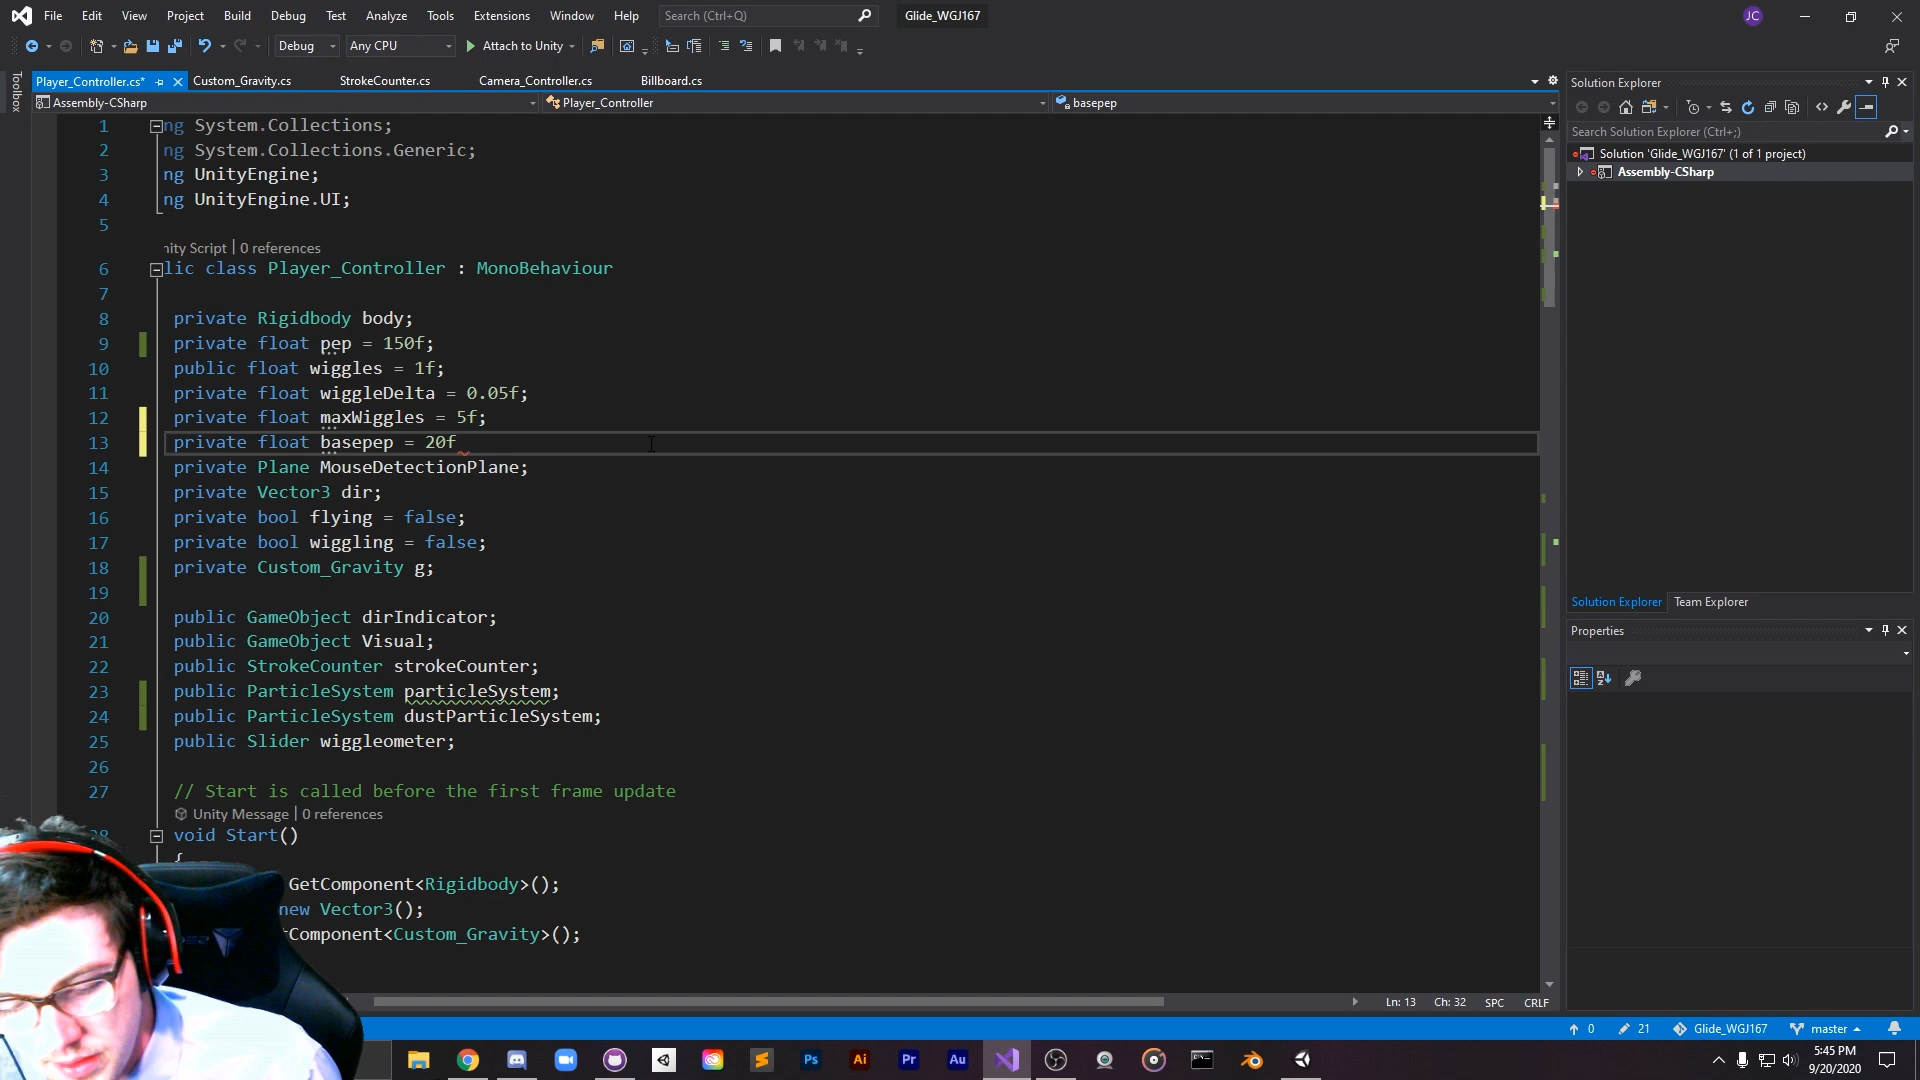 File Edit View Project Build Debug Test Analyze Tools Extensions Window Help Search (Ctrl+Q) Glide_WGJ167 JC
Debug Any CPU Attach to Unity
Toolbox
Player_Controller.cs* Custom_Gravity.cs StrokeCounter.cs Camera_Controller.cs Billboard.cs
Assembly-CSharp Player_Controller basepep
1 ng System.Collections;
2 ng System.Collections.Generic;
3 ng UnityEngine;
4 ng UnityEngine.UI;
5
nity Script | 0 references
6 lic class Player_Controller : MonoBehaviour
7
8 private Rigidbody body;
9 private float pep = 150f;
10 public float wiggles = 1f;
11 private float wiggleDelta = 0.05f;
12 private float maxWiggles = 5f;
13 private float basepep = 20f
14 private Plane MouseDetectionPlane;
15 private Vector3 dir;
16 private bool flying = false;
17 private bool wiggling = false;
18 private Custom_Gravity g;
19
20 public GameObject dirIndicator;
21 public GameObject Visual;
22 public StrokeCounter strokeCounter;
23 public ParticleSystem particleSystem;
24 public ParticleSystem dustParticleSystem;
25 public Slider wiggleometer;
26
27 // Start is called before the first frame update
Unity Message | 0 references
28 void Start()
{
GetComponent<Rigidbody>();
new Vector3();
tComponent<Custom_Gravity>();
Ln: 13 Ch: 32 SPC CRLF
Solution Explorer
Search Solution Explorer (Ctrl+;)
Solution 'Glide_WGJ167' (1 of 1 project)
Assembly-CSharp
Solution Explorer Team Explorer
Properties
0 21 Glide_WGJ167 master
Ps Ai Pr Au
5:45 PM
9/20/2020